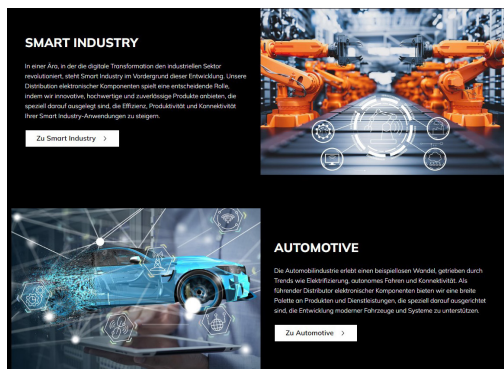 SMART INDUSTRY
In einer Ära, in der die digitale Transformation den industriellen Sektor
revolutioniert, steht Smart Industry im Vordergrund dieser Entwicklung. Unsere
Distribution elektronischer Komponenten spielt eine entscheidende Rolle,
indem wir innovative, hochwertige und zuverlässige Produkte anbieten, die
speziell darauf ausgelegt sind, die Effizienz, Produktivität und Konnektivität
Ihrer Smart Industry-Anwendungen zu steigern.
Zu Smart Industry >
AUTOMOTIVE
Die Automobilindustrie erlebt einen beispiellosen Wandel, getrieben durch
Trends wie Elektrifizierung, autonomes Fahren und Konnektivität. Als
führender Distributor elektronischer Komponenten bieten wir eine breite
Palette an Produkten und Dienstleistungen, die speziell darauf ausgerichtet
sind, die Entwicklung moderner Fahrzeuge und Systeme zu unterstützen.
Zu Automotive >